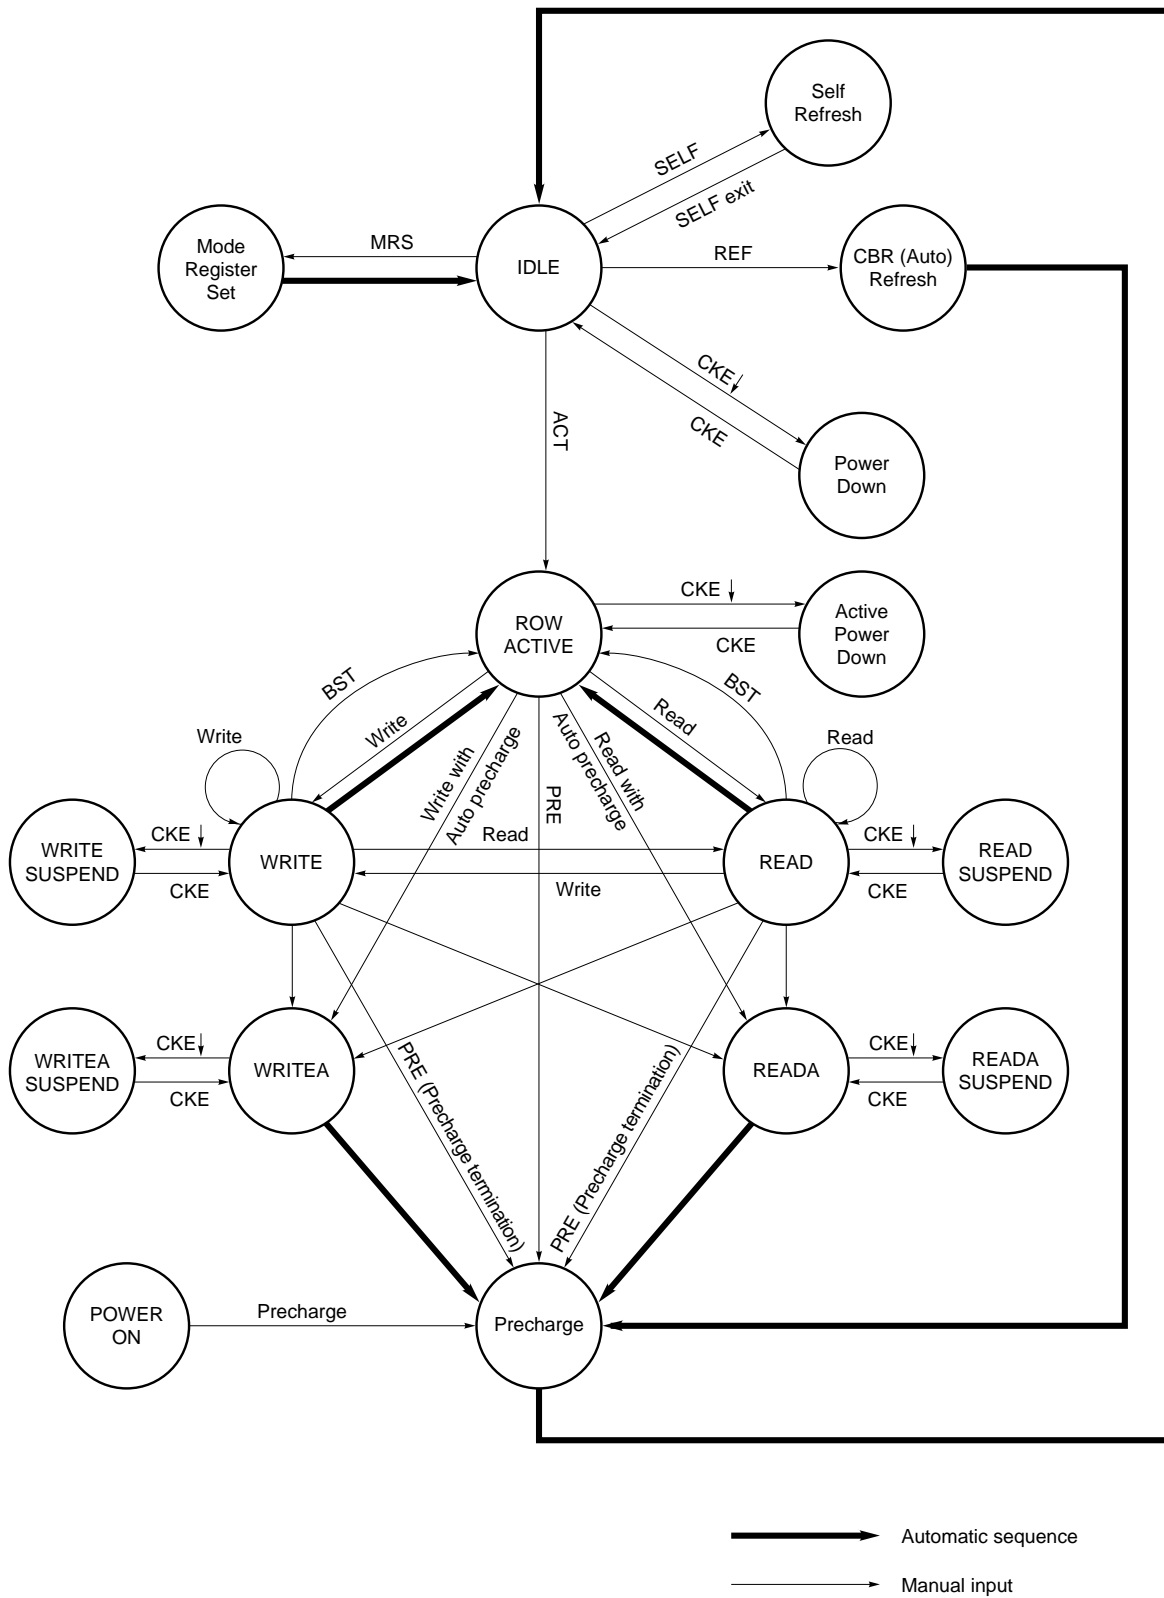 Self
Refresh
SELF
SELF exit
Mode
Register
Set
MRS
IDLE
REF
CBR (Auto)
Refresh
CKE
CKE
Power
Down
ACT
ROW
ACTIVE
CKE
CKE
Active
Power
Down
BST
BST
Write
Write
Write with
Auto precharge
PRE
Read with
Auto precharge
Read
Read
WRITE
SUSPEND
CKE
CKE
WRITE
Read
Write
READ
CKE
CKE
READ
SUSPEND
WRITEA
SUSPEND
CKE
CKE
WRITEA
PRE (Precharge termination)
PRE (Precharge termination)
READA
CKE
CKE
READA
SUSPEND
POWER
ON
Precharge
Precharge
Automatic sequence
Manual input